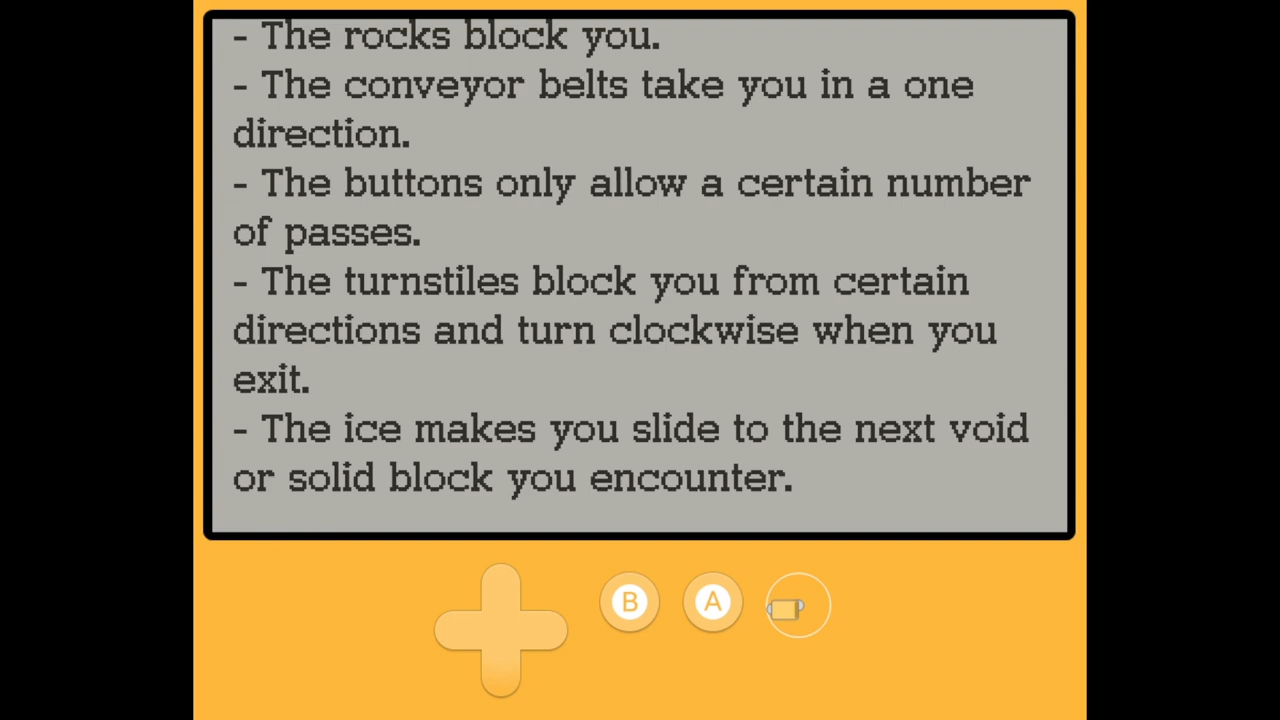 - The rocks block you.
- The conveyor belts take you in a one
direction.
- The buttons only allow a certain number
of passes.
- The turnstiles block you from certain
directions and turn clockwise when you
exit.
- The ice makes you slide to the next void
or solid block you encounter.
B A